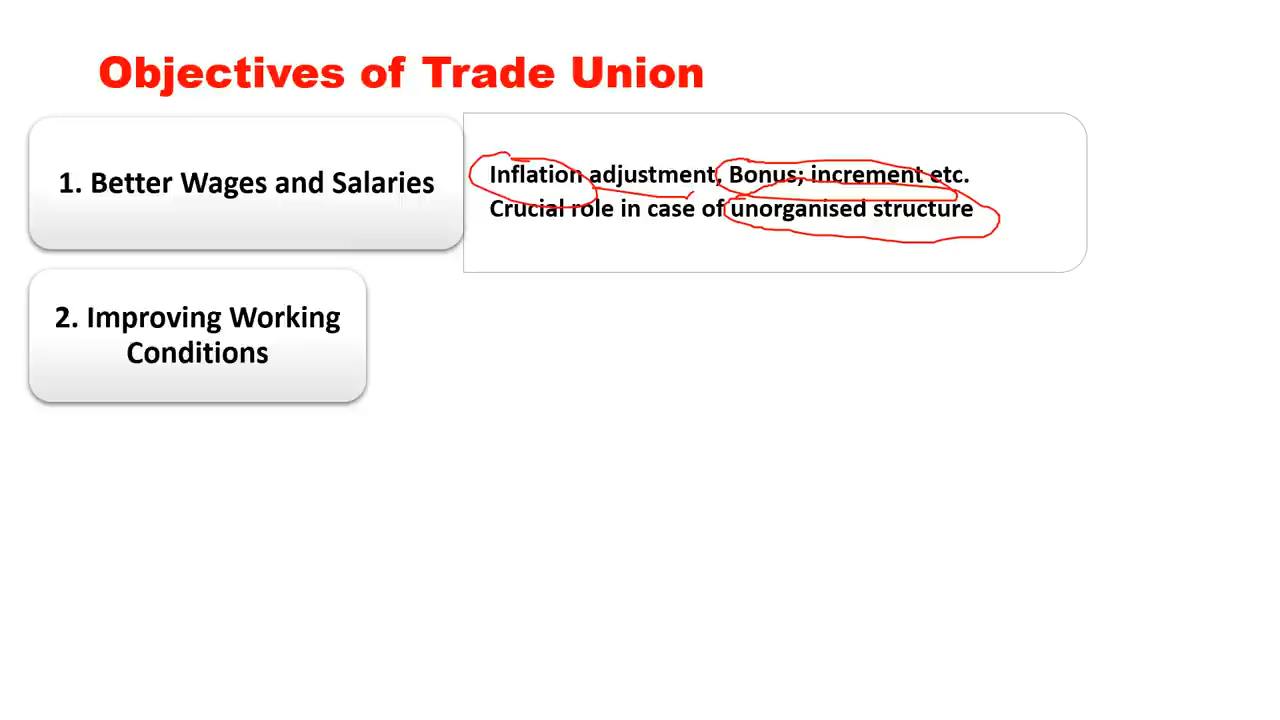 Objectives of Trade Union
1. Better Wages and Salaries
Inflation adjustment, Bonus; increment etc.
Crucial role in case of unorganised structure
2. Improving Working
Conditions